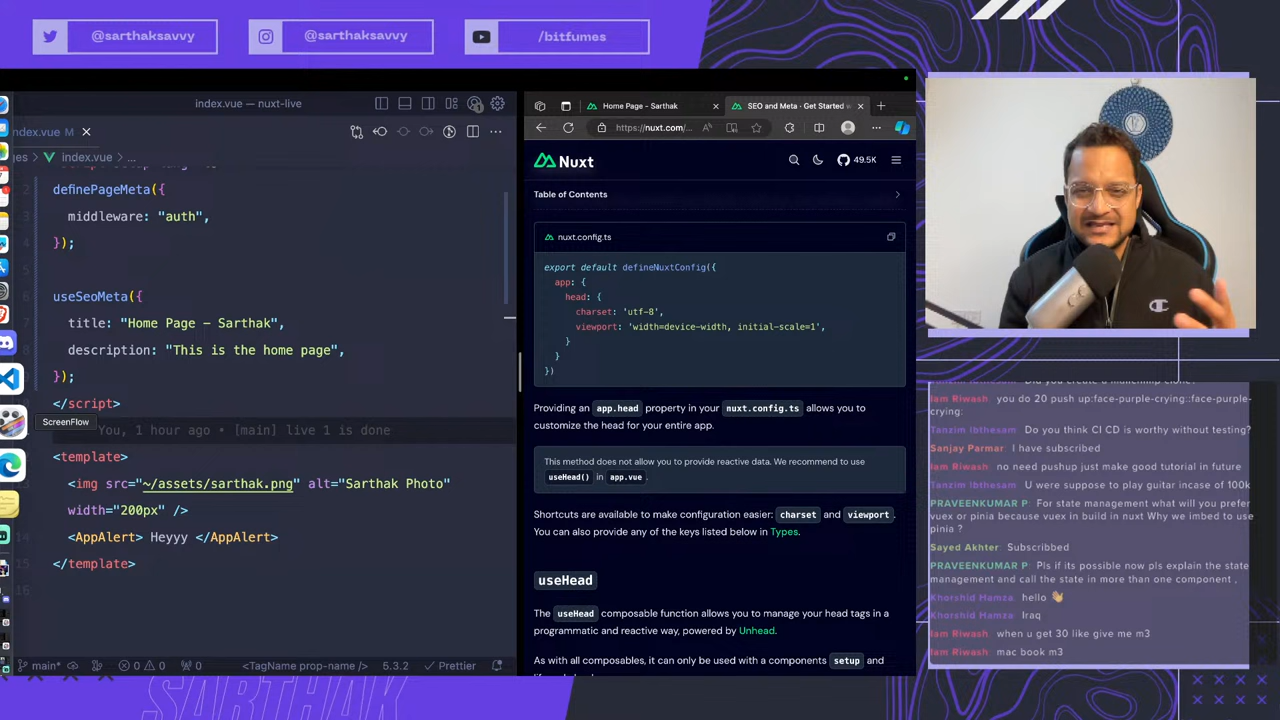 @sarthaksavvy
@sarthaksavvy
/bitfumes
index.vue — nuxt-live
index.vue M
ges > index.vue > ...
2
definePageMeta({
3
middleware: "auth",
4
});
5
6
useSeoMeta({
7
title: "Home Page - Sarthak",
8
description: "This is the home page",
});
</script>
ScreenFlow
You, 1 hour ago • [main] live 1 is done
<template>
<img src="~/assets/sarthak.png" alt="Sarthak Photo"
width="200px" />
<AppAlert> Heyyy </AppAlert>
</template>
16
main*
0 0
0
<TagName prop-name />
5.3.2
Prettier
Home Page - Sarthak
SEO and Meta · Get Started w
https://nuxt.com/...
Nuxt
49.5K
Table of Contents
nuxt.config.ts
export default defineNuxtConfig({
app: {
head: {
charset: 'utf-8',
viewport: 'width=device-width, initial-scale=1',
}
}
})
Providing an app.head property in your nuxt.config.ts allows you to
customize the head for your entire app.
This method does not allow you to provide reactive data. We recommend to use
useHead() in app.vue.
Shortcuts are available to make configuration easier: charset and viewport.
You can also provide any of the keys listed below in Types.
useHead
The useHead composable function allows you to manage your head tags in a
programmatic and reactive way, powered by Unhead.
As with all composables, it can only be used with a components setup and
Iam Riwash you do 20 push up:face-purple-crying::face-purple-
crying:
Tanzim Ibthesam Do you think CI CD is worthy without testing?
Sanjay Parmar I have subscribed
Iam Riwash no need pushup just make good tutorial in future
Tanzim Ibthesam U were suppose to play guitar incase of 100k
PRAVEENKUMAR P For state management what will you prefer
vuex or pinia because vuex in build in nuxt Why we imbed to use
pinia ?
Sayed Akhter Subscribbed
PRAVEENKUMAR P Pls if its possible now pls explain the state
management and call the state in more than one component ,
Khorshid Hamza hello 👋
Khorshid Hamza Iraq
Iam Riwash when u get 30 like give me m3
Iam Riwash mac book m3
SARTHAK